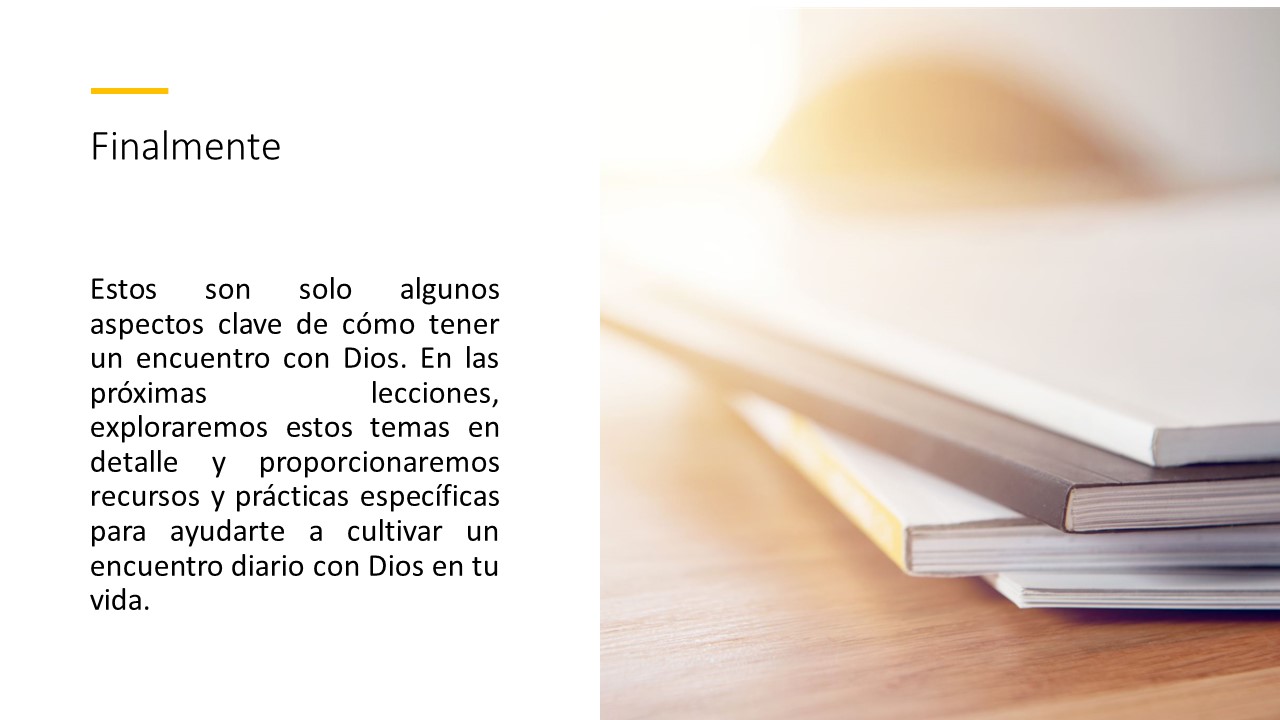 Finalmente
Estos son solo algunos
aspectos clave de cómo tener
un encuentro con Dios. En las
próximas lecciones,
exploraremos estos temas en
detalle y proporcionaremos
recursos y prácticas específicas
para ayudarte a cultivar un
encuentro diario con Dios en tu
vida.